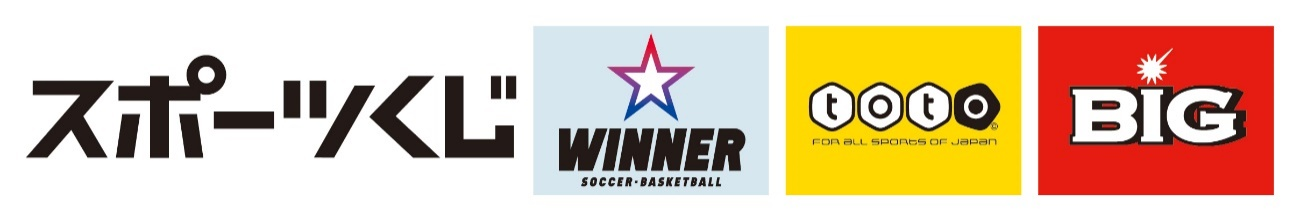 スポーツくじ
WINNER
SOCCER・BASKETBALL
toto
FOR ALL SPORTS OF JAPAN
BIG